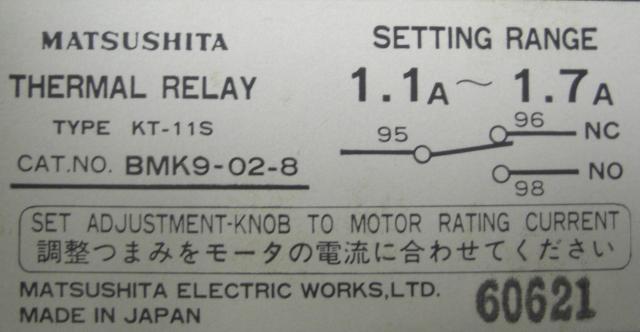 MATSUSHITA
THERMAL RELAY
TYPE KT-11S
CAT.NO. BMK9-02-8
SETTING RANGE
1.1A～1.7A
95
96
NC
98
NO
SET ADJUSTMENT-KNOB TO MOTOR RATING CURRENT
調整つまみをモータの電流に合わせてください
MATSUSHITA ELECTRIC WORKS,LTD.
MADE IN JAPAN
60621